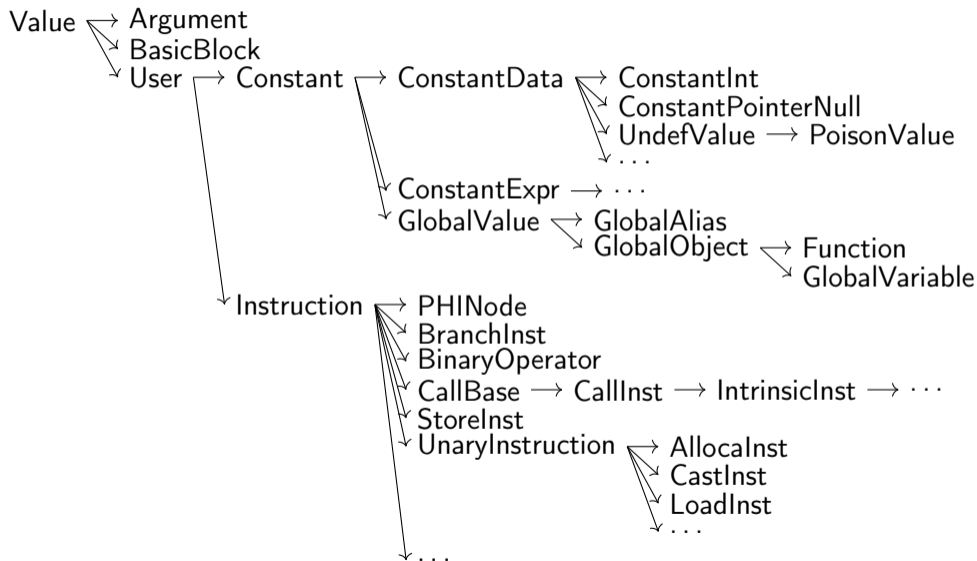 Value Argument
BasicBlock
User Constant ConstantData ConstantInt
ConstantPointerNull
UndefValue PoisonValue
...
ConstantExpr ...
GlobalValue GlobalAlias
GlobalObject Function
GlobalVariable
Instruction PHINode
BranchInst
BinaryOperator
CallBase CallInst IntrinsicInst ...
StoreInst
UnaryInstruction AllocaInst
CastInst
LoadInst
...
...